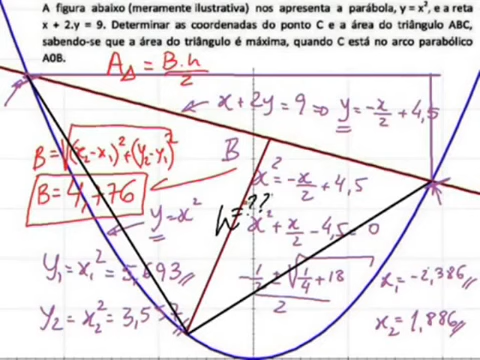 A figura abaixo (meramente ilustrativa) nos apresenta a parábola, y = x², e a reta
x + 2.y = 9. Determinar as coordenadas do ponto C e a área do triângulo ABC,
sabendo-se que a área do triângulo é máxima, quando C está no arco parabólico
A0B.
A△ = B.h/2
x + 2y = 9 ⇒ y = -x/2 + 4,5
B = √(x₂-x₁)² + (y₂-y₁)²
B
B = 4,776
x² = -x/2 + 4,5
y = x²
h = ??
x² + x/2 - 4,5 = 0
y₁ = x₁² = 5,693
-1/2 ± √1/4 + 18
2
x₁ = -2,386
y₂ = x₂² = 3,557
x₂ = 1,886